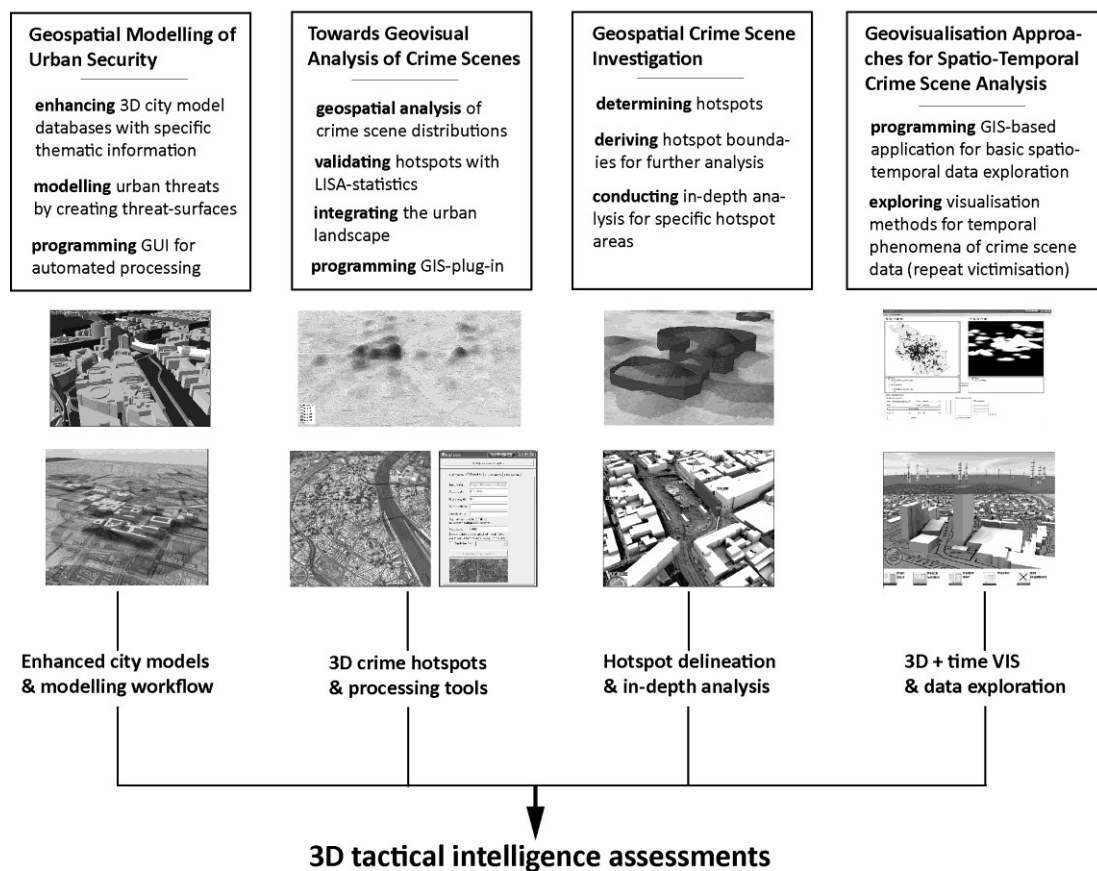 Geospatial Modelling of
Urban Security
enhancing 3D city model
databases with specific
thematic information
modelling urban threats
by creating threat-surfaces
programming GUI for
automated processing
Towards Geovisual
Analysis of Crime Scenes
geospatial analysis of
crime scene distributions
validating hotspots with
LISA-statistics
integrating the urban
landscape
programming GIS-plug-in
Geospatial Crime Scene
Investigation
determining hotspots
deriving hotspot bounda-
ries for further analysis
conducting in-depth ana-
lysis for specific hotspot
areas
Geovisualisation Approa-
ches for Spatio-Temporal
Crime Scene Analysis
programming GIS-based
application for basic spatio-
temporal data exploration
exploring visualisation
methods for temporal
phenomena of crime scene
data (repeat victimisation)
Enhanced city models
& modelling workflow
3D crime hotspots
& processing tools
Hotspot delineation
& in-depth analysis
3D + time VIS
& data exploration
3D tactical intelligence assessments